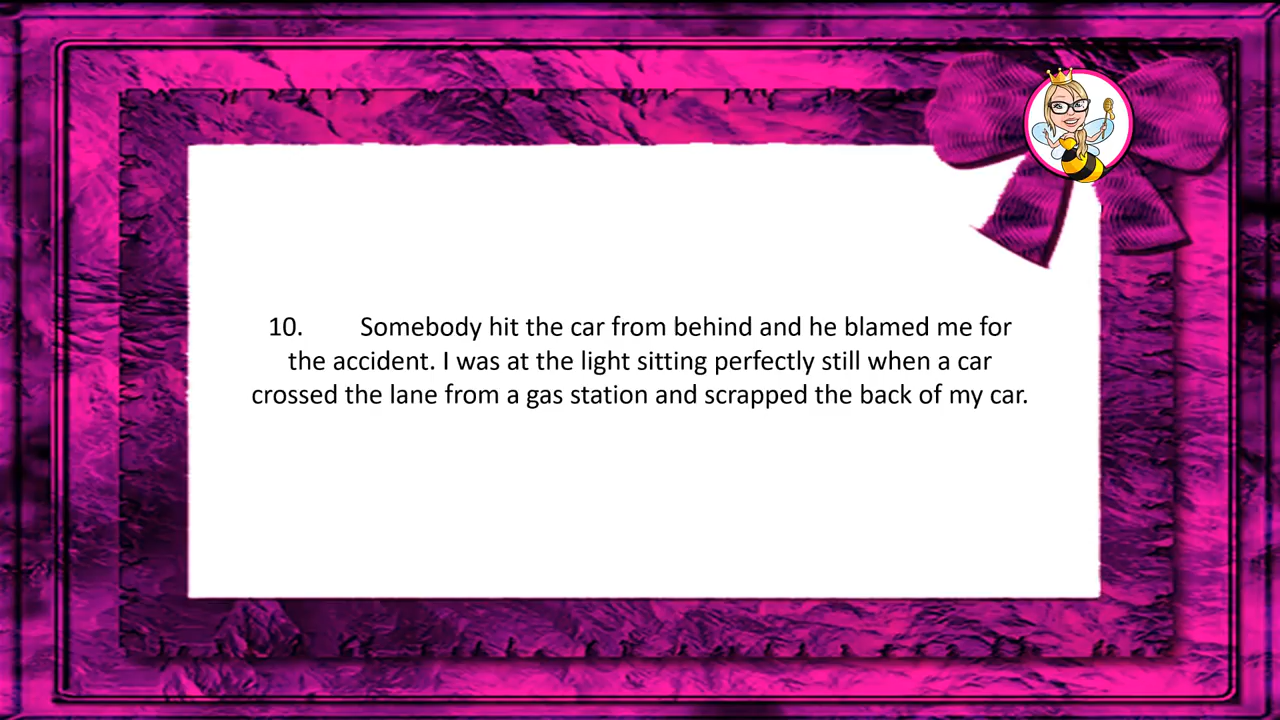 10. Somebody hit the car from behind and he blamed me for
the accident. I was at the light sitting perfectly still when a car
crossed the lane from a gas station and scrapped the back of my car.